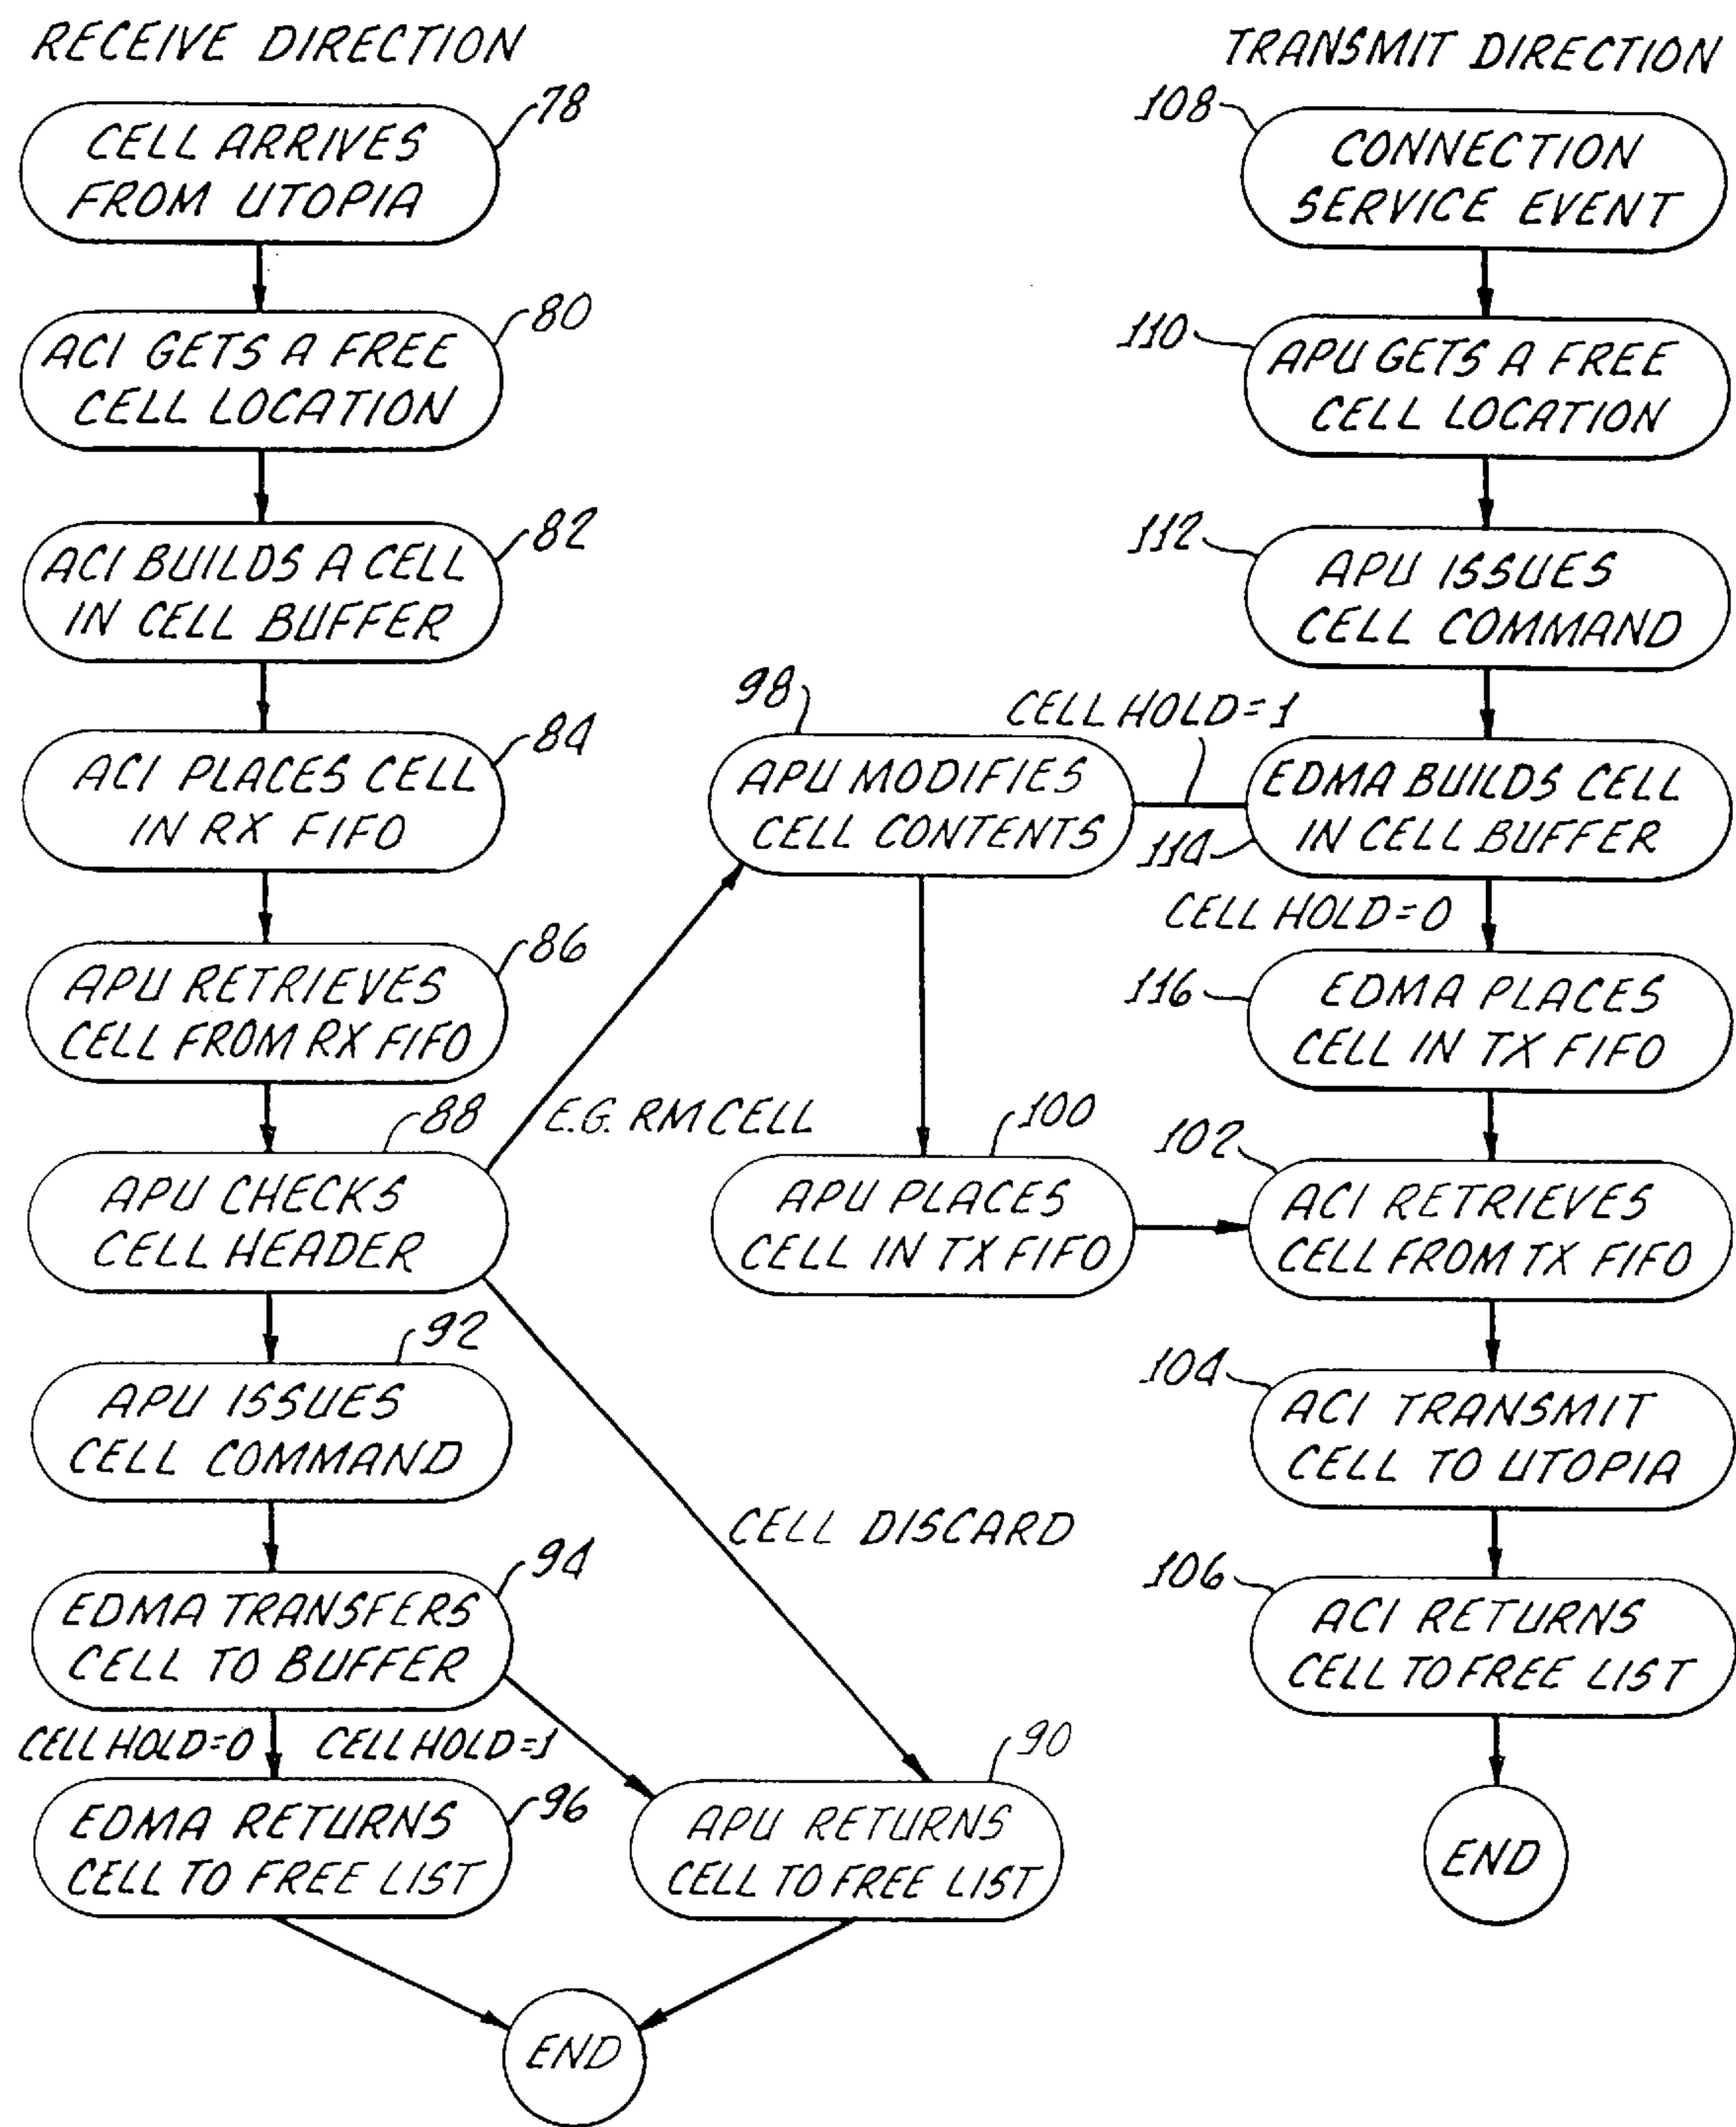 RECEIVE DIRECTION
78
CELL ARRIVES
FROM UTOPIA
80
ACI GETS A FREE
CELL LOCATION
82
ACI BUILDS A CELL
IN CELL BUFFER
84
ACI PLACES CELL
IN RX FIFO
86
APU RETRIEVES
CELL FROM RX FIFO
88
APU CHECKS
CELL HEADER
92
APU ISSUES
CELL COMMAND
94
EDMA TRANSFERS
CELL TO BUFFER
CELL HOLD=0
CELL HOLD=1
96
EDMA RETURNS
CELL TO FREE LIST
E.G. RM CELL
98
APU MODIFIES
CELL CONTENTS
CELL HOLD=1
100
APU PLACES
CELL IN TX FIFO
CELL DISCARD
90
APU RETURNS
CELL TO FREE LIST
END
TRANSMIT DIRECTION
108
CONNECTION
SERVICE EVENT
110
APU GETS A FREE
CELL LOCATION
112
APU ISSUES
CELL COMMAND
114
EDMA BUILDS CELL
IN CELL BUFFER
CELL HOLD=0
116
EDMA PLACES
CELL IN TX FIFO
102
ACI RETRIEVES
CELL FROM TX FIFO
104
ACI TRANSMIT
CELL TO UTOPIA
106
ACI RETURNS
CELL TO FREE LIST
END